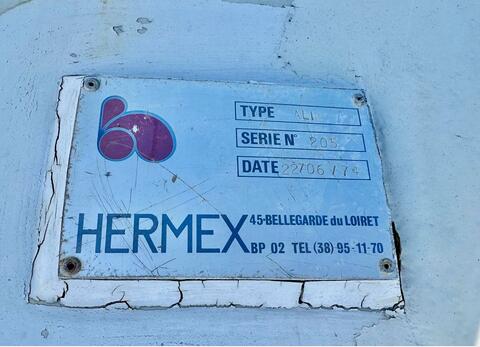 TYPE
SERIE N° 205
DATE 22/06/74
HERMEX
45-BELLEGARDE du LOIRET
BP 02 TEL (38) 95-11-70